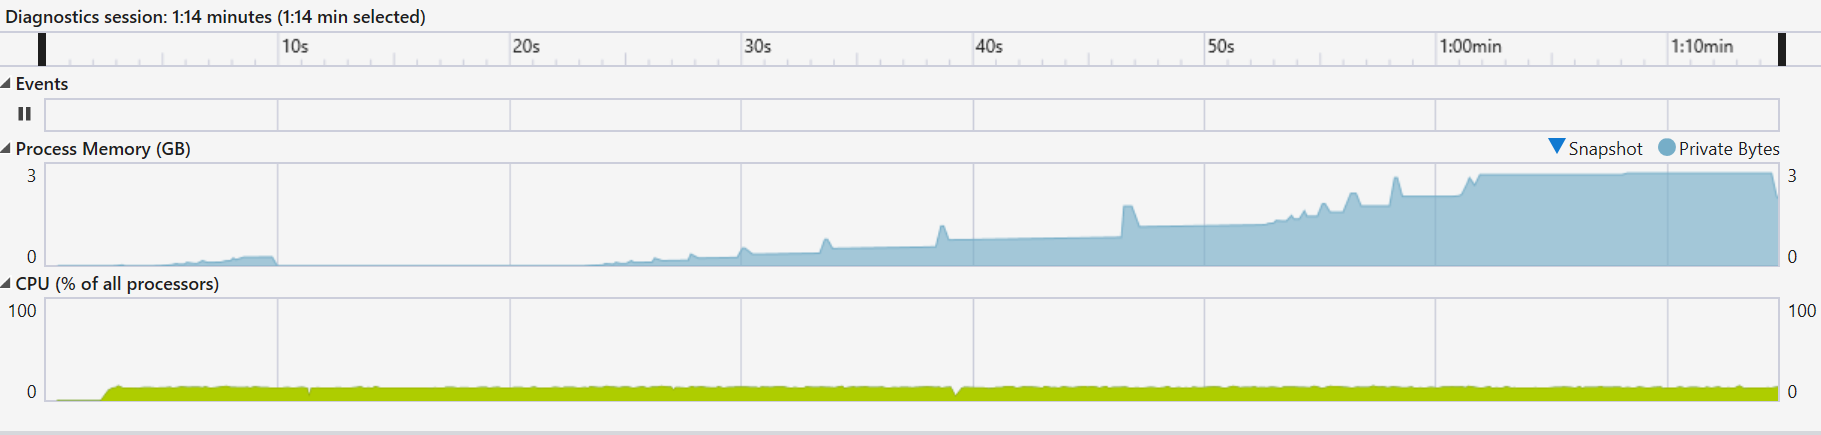 Diagnostics session: 1:14 minutes (1:14 min selected)
10s 20s 30s 40s 50s 1:00min 1:10min
Events
Process Memory (GB) Snapshot Private Bytes
3 3
0 0
CPU (% of all processors)
100 100
0 0